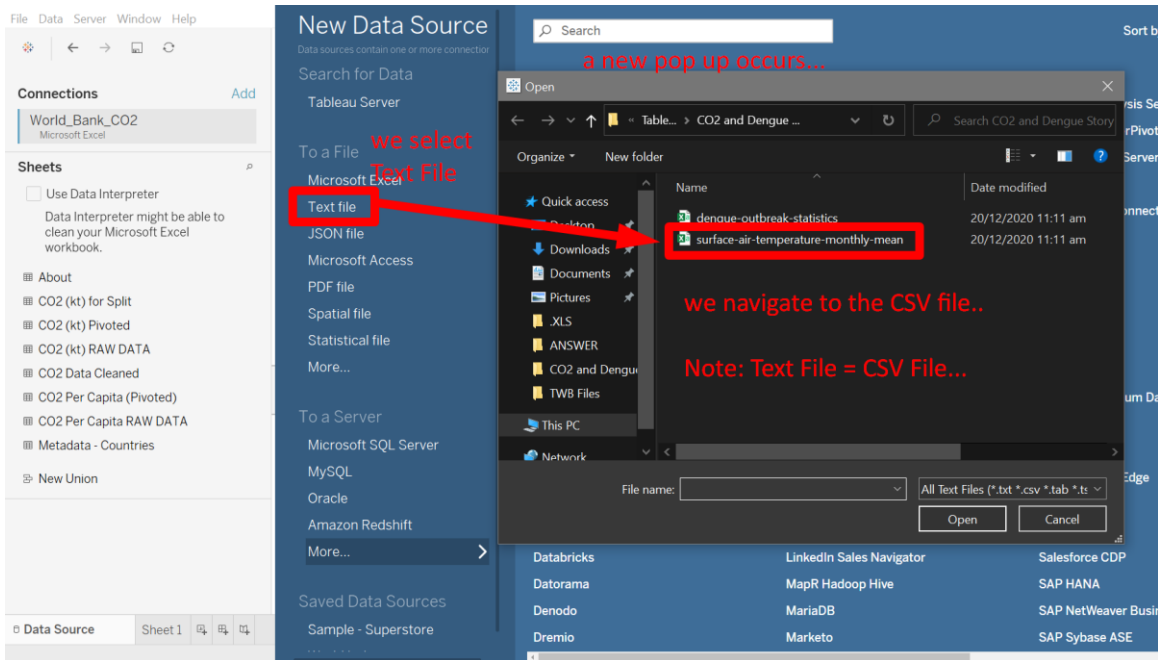 File Data Server Window Help
Connections Add
World_Bank_CO2
Microsoft Excel
Sheets
Use Data Interpreter
Data Interpreter might be able to
clean your Microsoft Excel
workbook.
About
CO2 (kt) for Split
CO2 (kt) Pivoted
CO2 (kt) RAW DATA
CO2 Data Cleaned
CO2 Per Capita (Pivoted)
CO2 Per Capita RAW DATA
Metadata - Countries
New Union
Data Source Sheet 1
New Data Source
Data sources contain one or more connection
Search for Data
Tableau Server
To a File
Microsoft Excel
Text file
JSON file
Microsoft Access
PDF file
Spatial file
Statistical file
More...
To a Server
Microsoft SQL Server
MySQL
Oracle
Amazon Redshift
More...
Saved Data Sources
Sample - Superstore
we select
Text File
Search
Sort b
a new pop up occurs...
Open
Table... > CO2 and Dengue ...
Search CO2 and Dengue Story
Organize New folder
Quick access
Desktop
Downloads
Documents
Pictures
.XLS
ANSWER
CO2 and Dengu
TWB Files
This PC
Network
Name Date modified
dengue-outbreak-statistics 20/12/2020 11:11 am
surface-air-temperature-monthly-mean 20/12/2020 11:11 am
we navigate to the CSV file..
Note: Text File = CSV File...
File name: All Text Files (*.txt *.csv *.tab *.ts
Open Cancel
ysis Se
rPivot
Server
onnect
um Da
Edge
Databricks LinkedIn Sales Navigator Salesforce CDP
Datorama MapR Hadoop Hive SAP HANA
Denodo MariaDB SAP NetWeaver Busin
Dremio Marketo SAP Sybase ASE